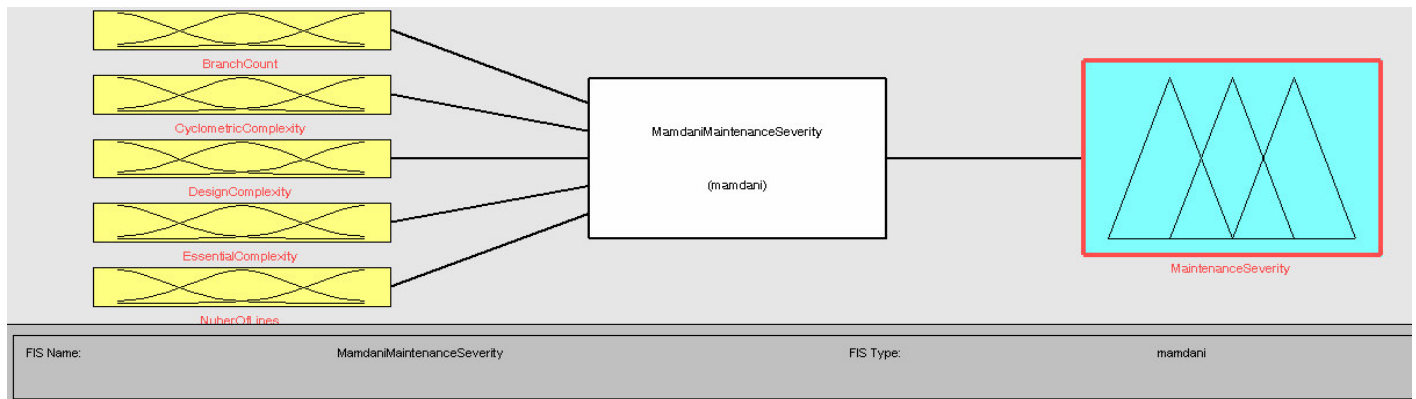 BranchCount
CyclometricComplexity
DesignComplexity
EssentialComplexity
NuberOfLines
MamdaniMaintenanceSeverity
(mamdani)
MaintenanceSeverity
FIS Name: MamdaniMaintenanceSeverity FIS Type: mamdani